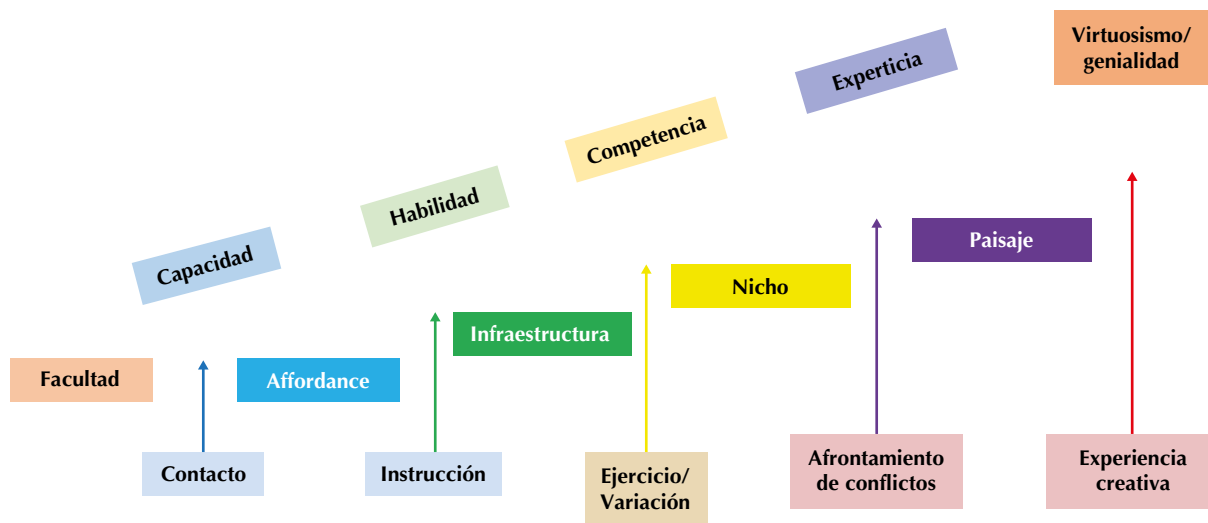 Virtuosismo/
genialidad
Experticia
Competencia
Habilidad
Capacidad
Paisaje
Nicho
Infraestructura
Facultad
Affordance
Contacto
Instrucción
Ejercicio/
Variación
Afrontamiento
de conflictos
Experiencia
creativa